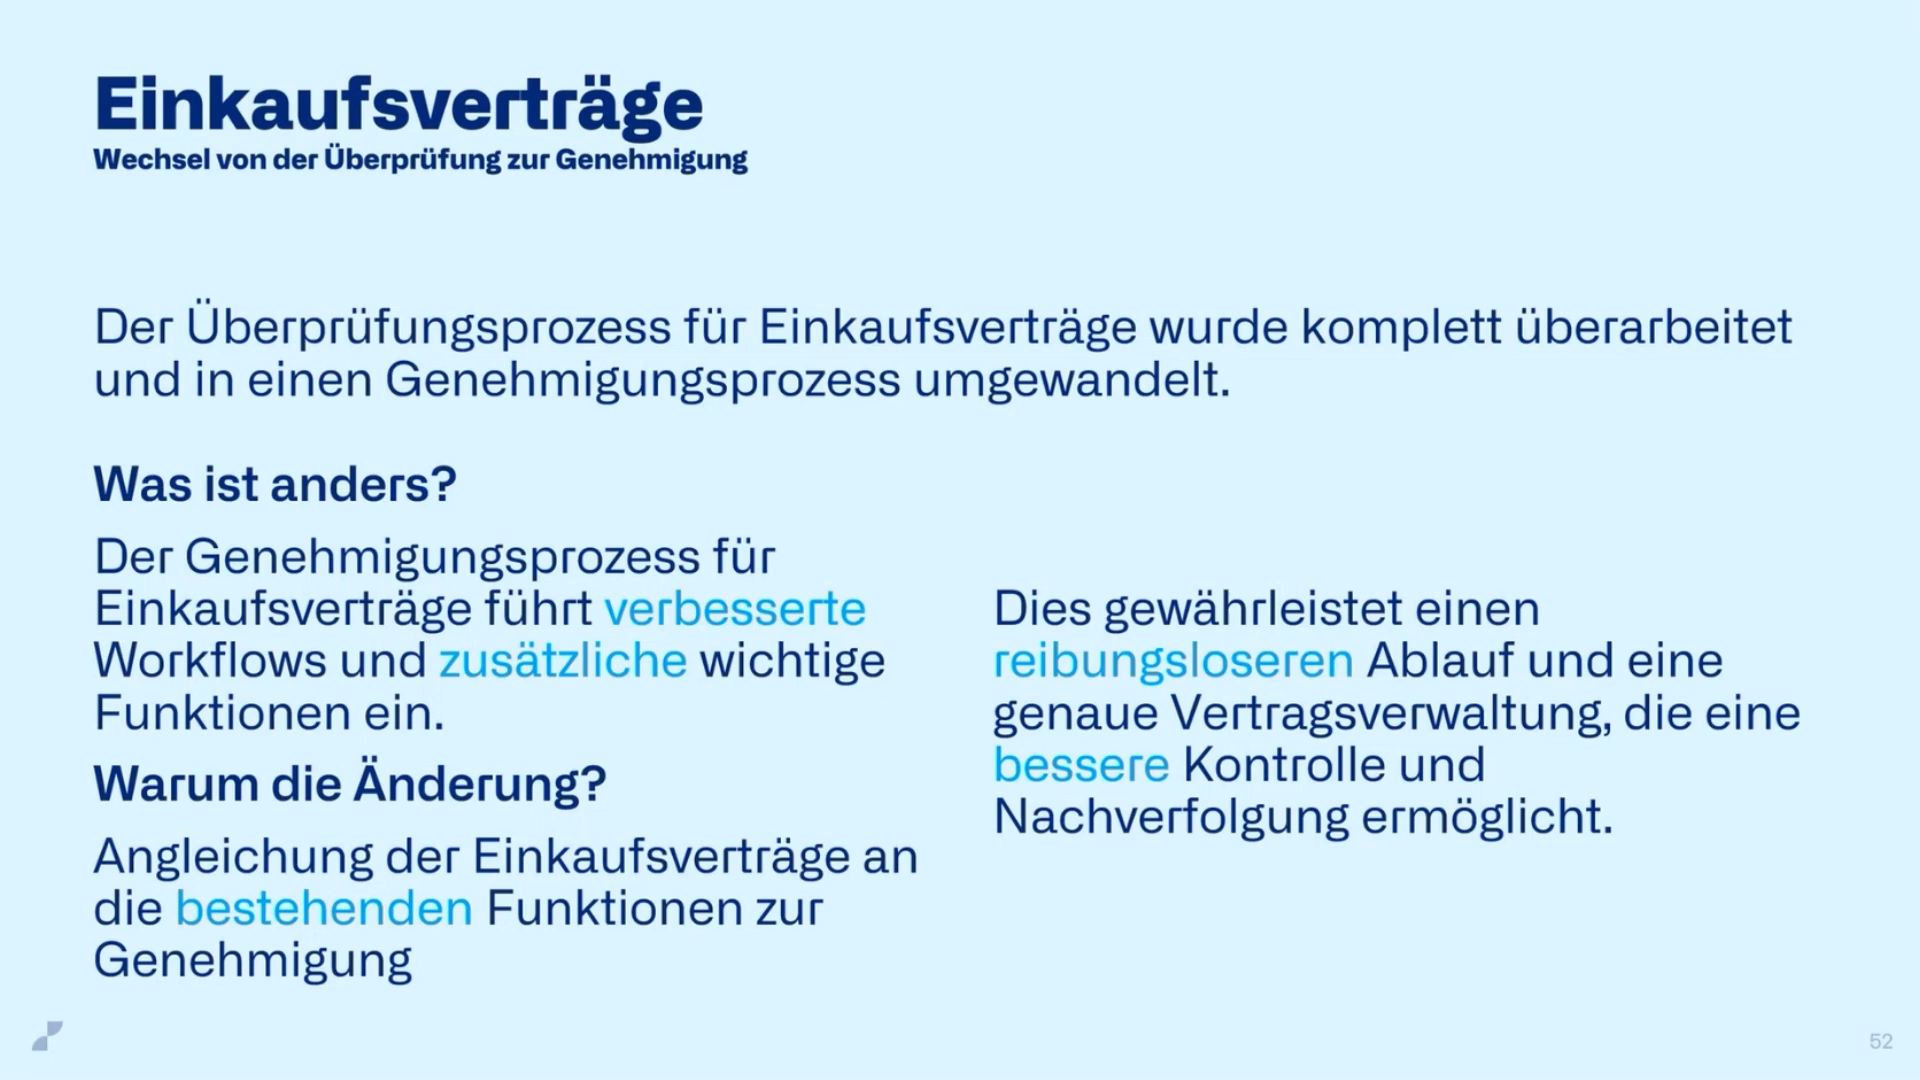 Einkaufsverträge
Wechsel von der Überprüfung zur Genehmigung
Der Überprüfungsprozess für Einkaufsverträge wurde komplett überarbeitet
und in einen Genehmigungsprozess umgewandelt.
Was ist anders?
Der Genehmigungsprozess für
Einkaufsverträge führt verbesserte
Workflows und zusätzliche wichtige
Funktionen ein.
Warum die Änderung?
Angleichung der Einkaufsverträge an
die bestehenden Funktionen zur
Genehmigung
Dies gewährleistet einen
reibungsloseren Ablauf und eine
genaue Vertragsverwaltung, die eine
bessere Kontrolle und
Nachverfolgung ermöglicht.
52